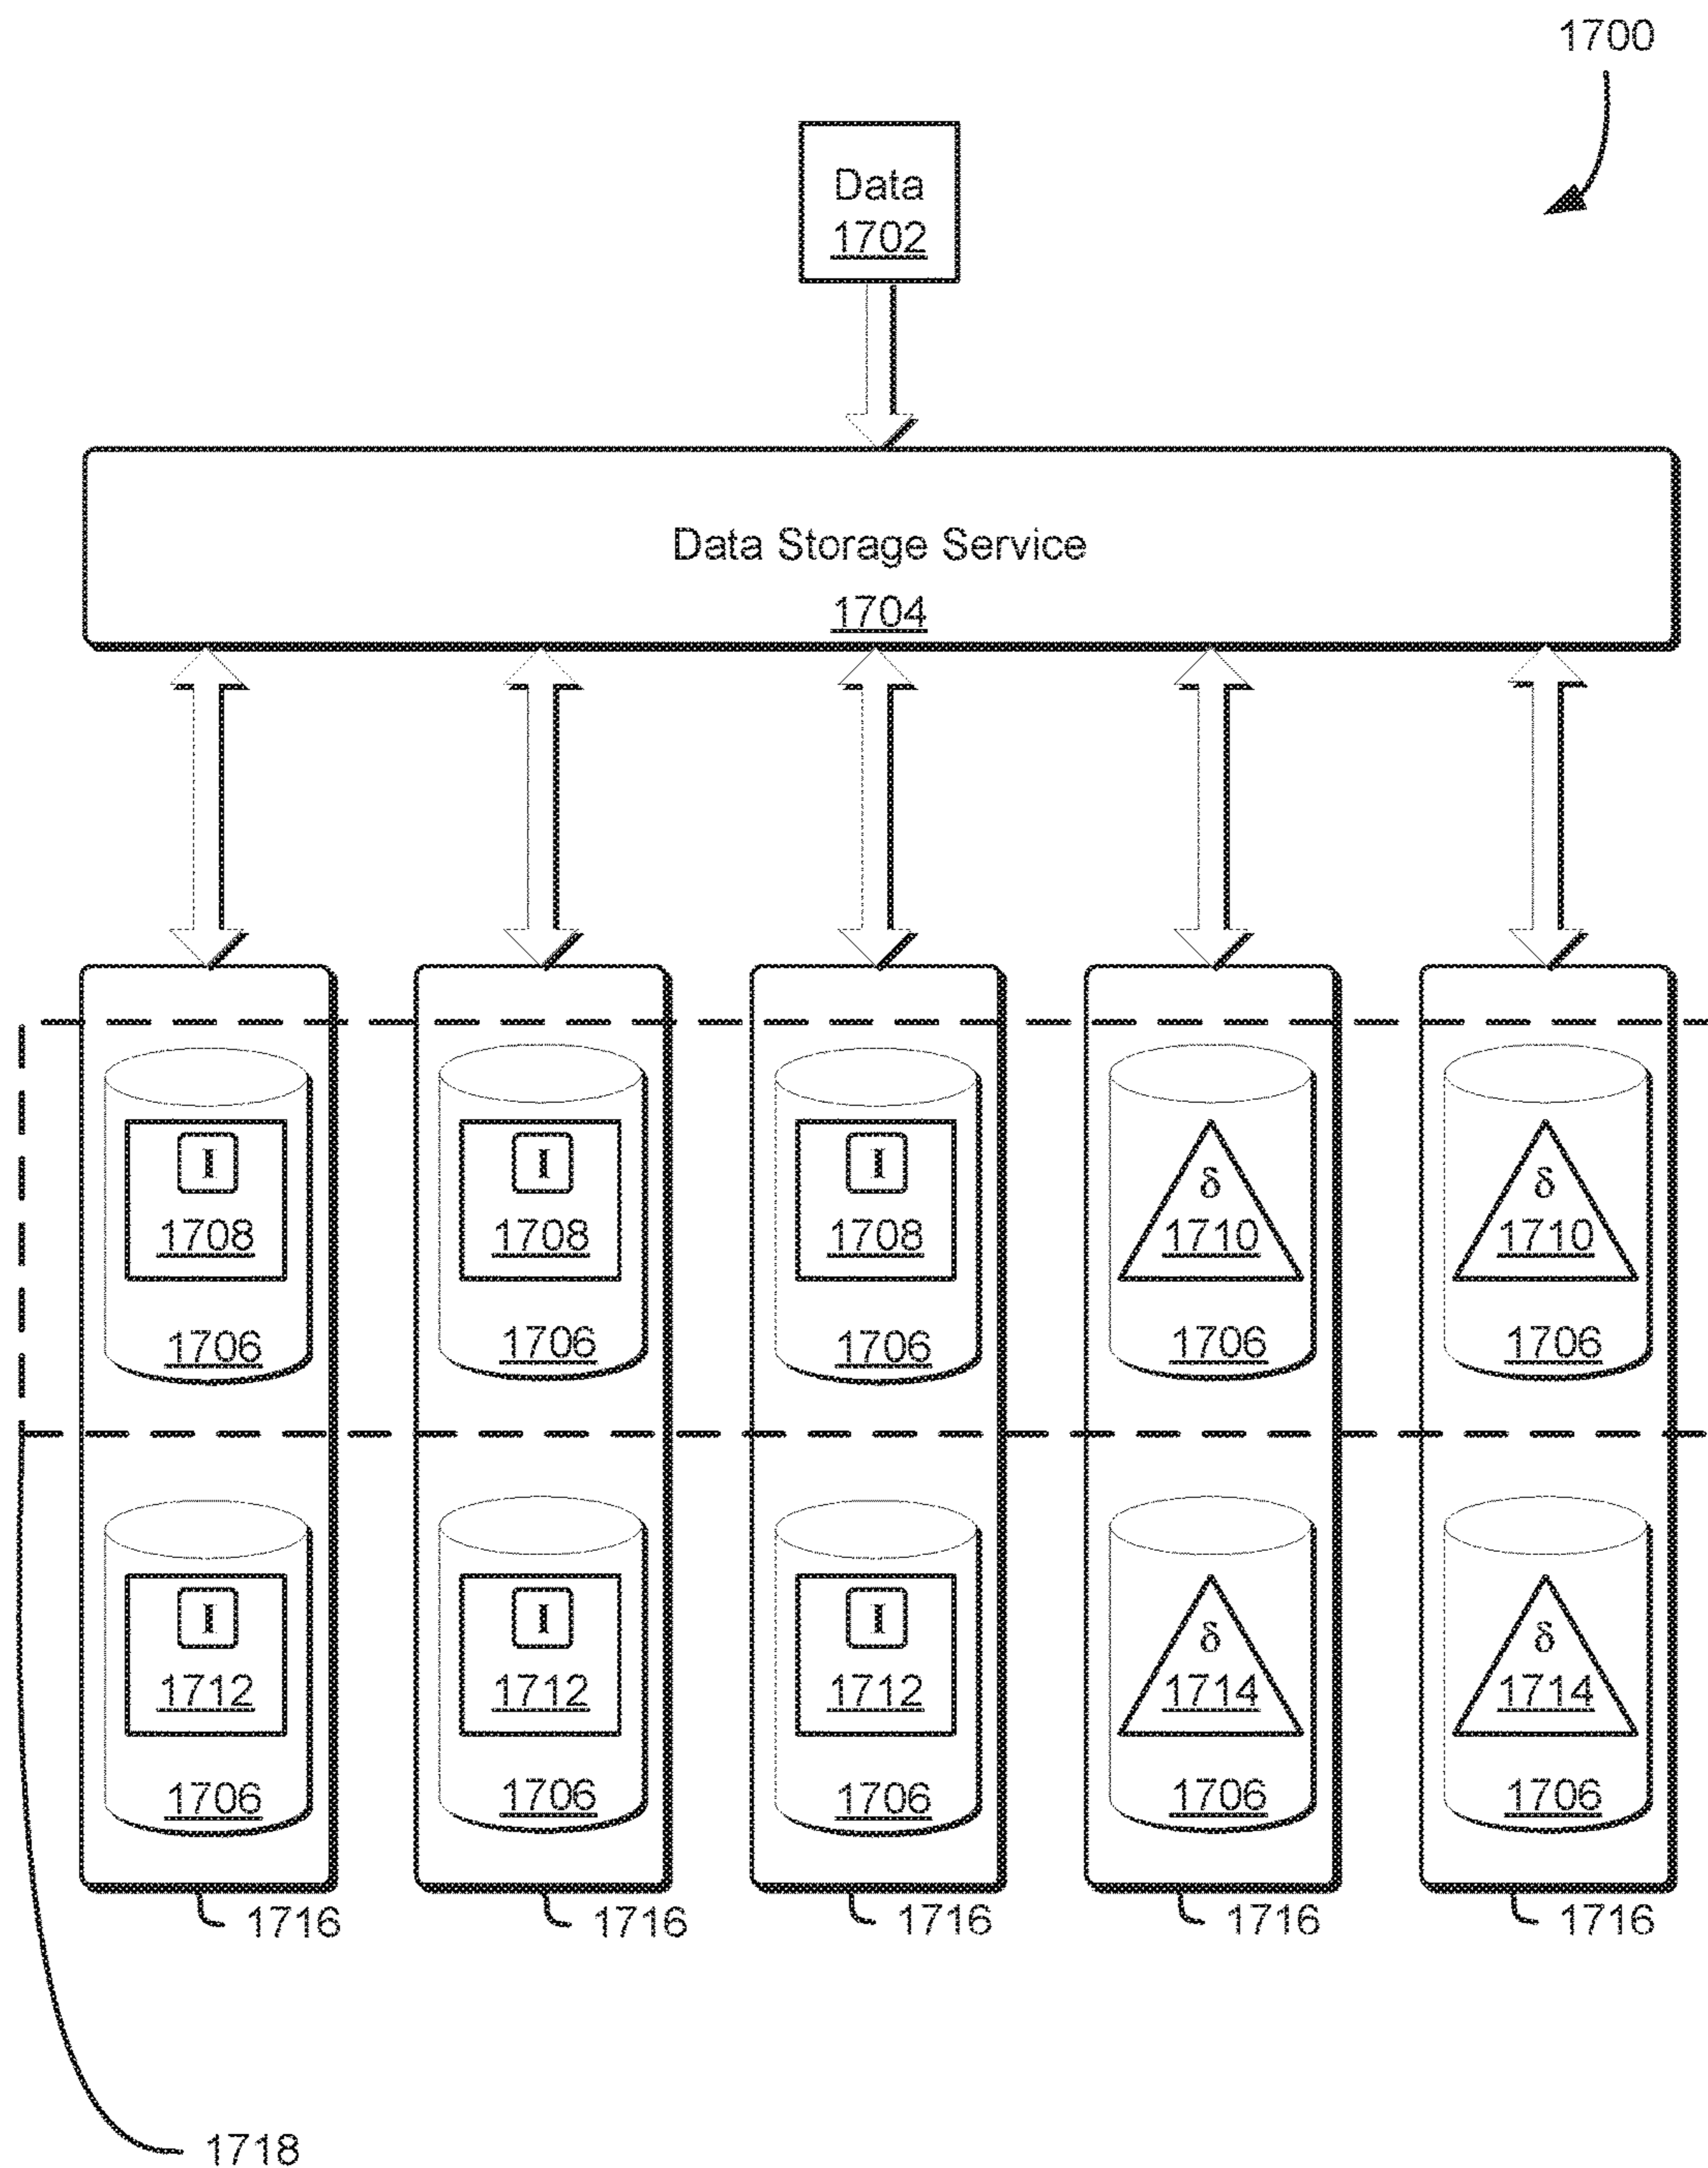 1700
Data
1702
Data Storage Service
1704
I I I δ δ
1708 1708 1708 1710 1710
1706 1706 1706 1706 1706
I I I δ δ
1712 1712 1712 1714 1714
1706 1706 1706 1706 1706
1716 1716 1716 1716 1716
1718